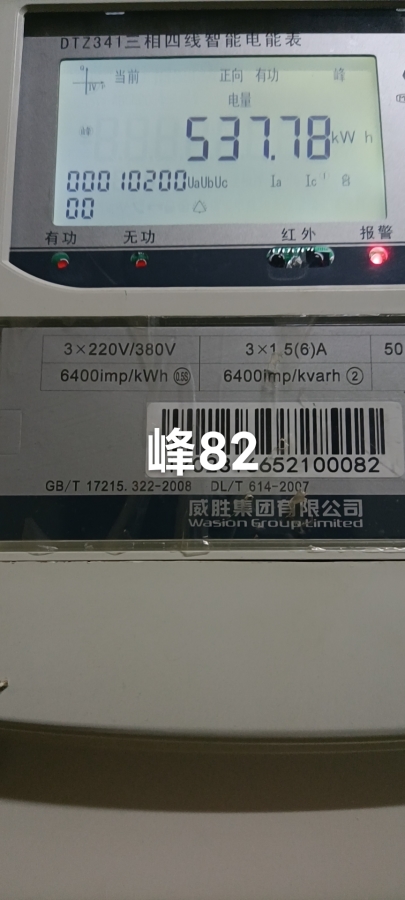 DTZ341三相四线智能电能表
当前 正向 有功 峰
电量
峰 537.78 kWh
00010200 UaUbUc Ia Ic
00
有功 无功 红外 报警
3×220V/380V 3×1.5(6)A 50
6400imp/kWh 0.5S 6400imp/kvarh 2
峰82
652100082
GB/T 17215.322-2008 DL/T 614-2007
威胜集团有限公司
Wasion Group Limited